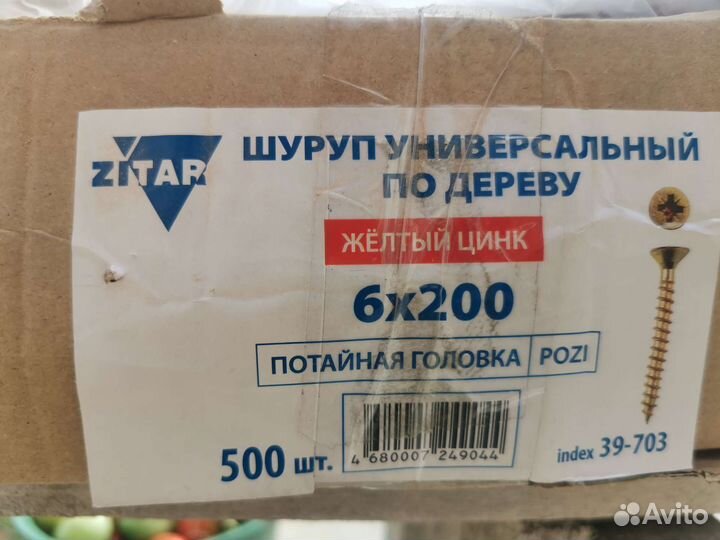 ZITAR
ШУРУП УНИВЕРСАЛЬНЫЙ
ПО ДЕРЕВУ
ЖЁЛТЫЙ ЦИНК
6х200
ПОТАЙНАЯ ГОЛОВКА POZI
500 шт.
4 680007 249044
index 39-703
Avito